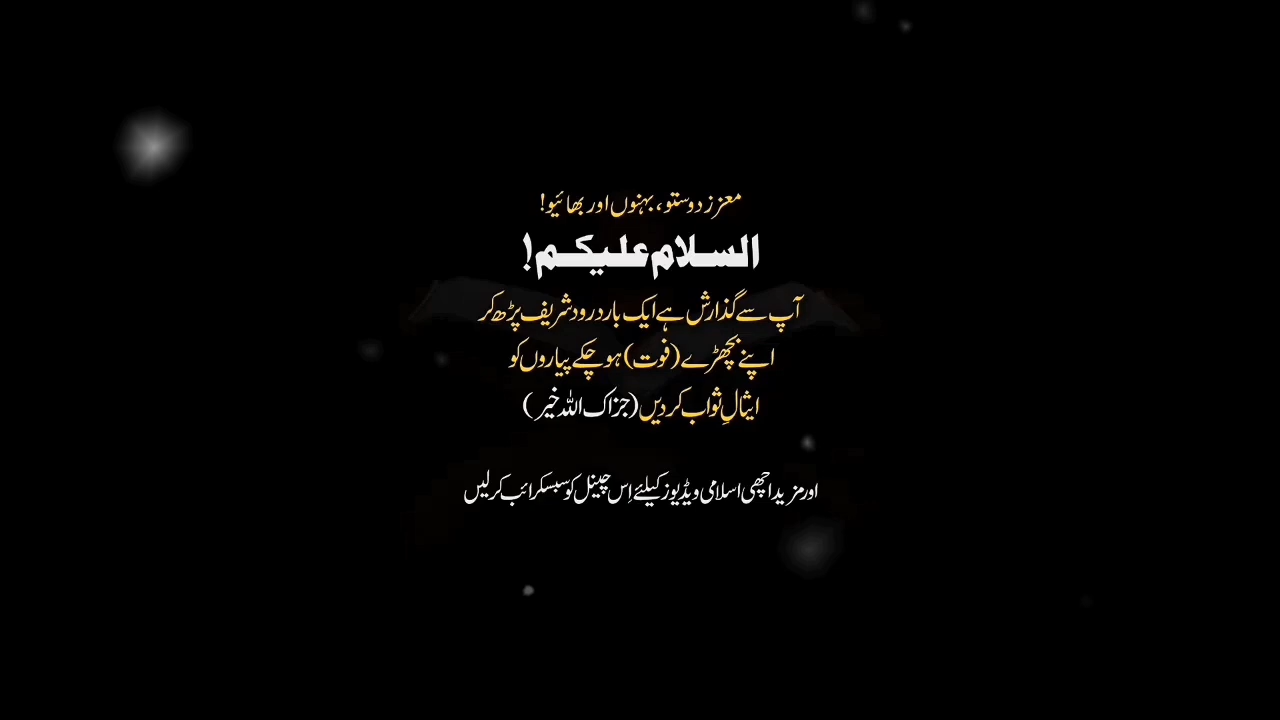 معزز دوستو، بہنوں اور بھائیو!
السلام علیکم!
آپ سے گذارش ہے ایک بار درود شریف پڑھ کر
اپنے بچھڑے (فوت) ہو چکے پیاروں کو
ایثالِ ثواب کر دیں (جزاک اللہ خیر)
اور مزید اچھی اسلامی ویڈیوز کیلئے اِس چینل کو سبسکرائب کر لیں